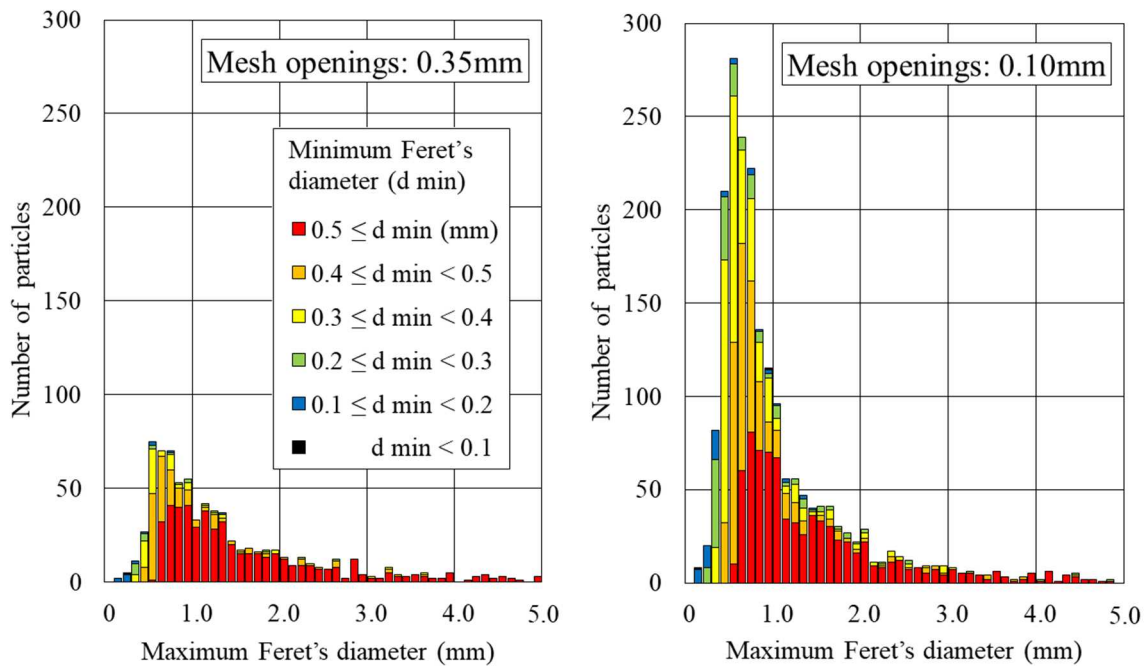 300
250
200
150
100
50
0
Number of particles
Mesh openings: 0.35mm
Minimum Feret's
diameter (d min)
0.5 ≤ d min (mm)
0.4 ≤ d min < 0.5
0.3 ≤ d min < 0.4
0.2 ≤ d min < 0.3
0.1 ≤ d min < 0.2
d min < 0.1
0.0 1.0 2.0 3.0 4.0 5.0
Maximum Feret's diameter (mm)
300
250
200
150
100
50
0
Number of particles
Mesh openings: 0.10mm
0.0 1.0 2.0 3.0 4.0 5.0
Maximum Feret's diameter (mm)